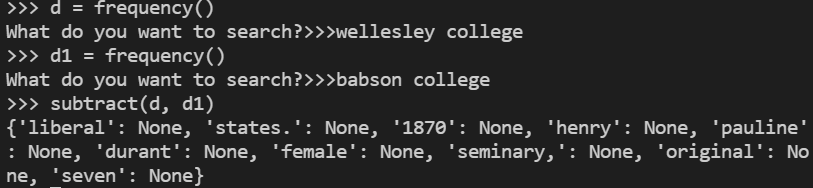 >>> d = frequency()
What do you want to search?>>>wellesley college
>>> d1 = frequency()
What do you want to search?>>>babson college
>>> subtract(d, d1)
{'liberal': None, 'states.': None, '1870': None, 'henry': None, 'pauline'
: None, 'durant': None, 'female': None, 'seminary,': None, 'original': No
ne, 'seven': None}